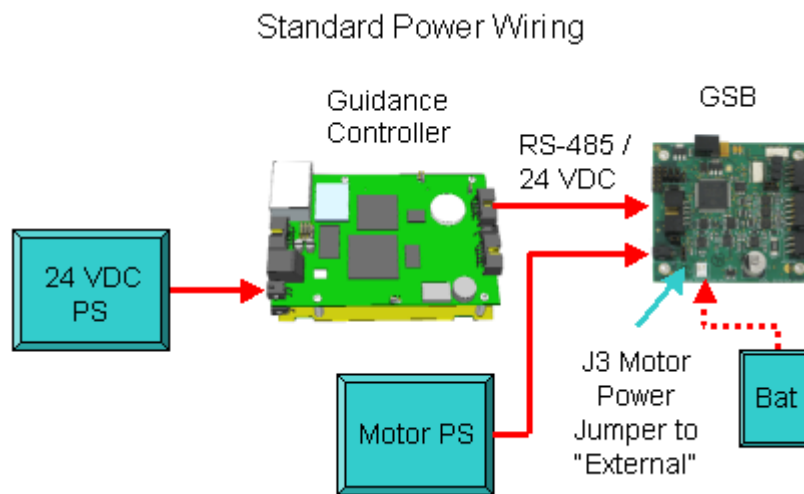 Standard Power Wiring
Guidance
Controller
GSB
RS-485 /
24 VDC
24 VDC
PS
J3 Motor
Power
Jumper to
"External"
Motor PS
Bat